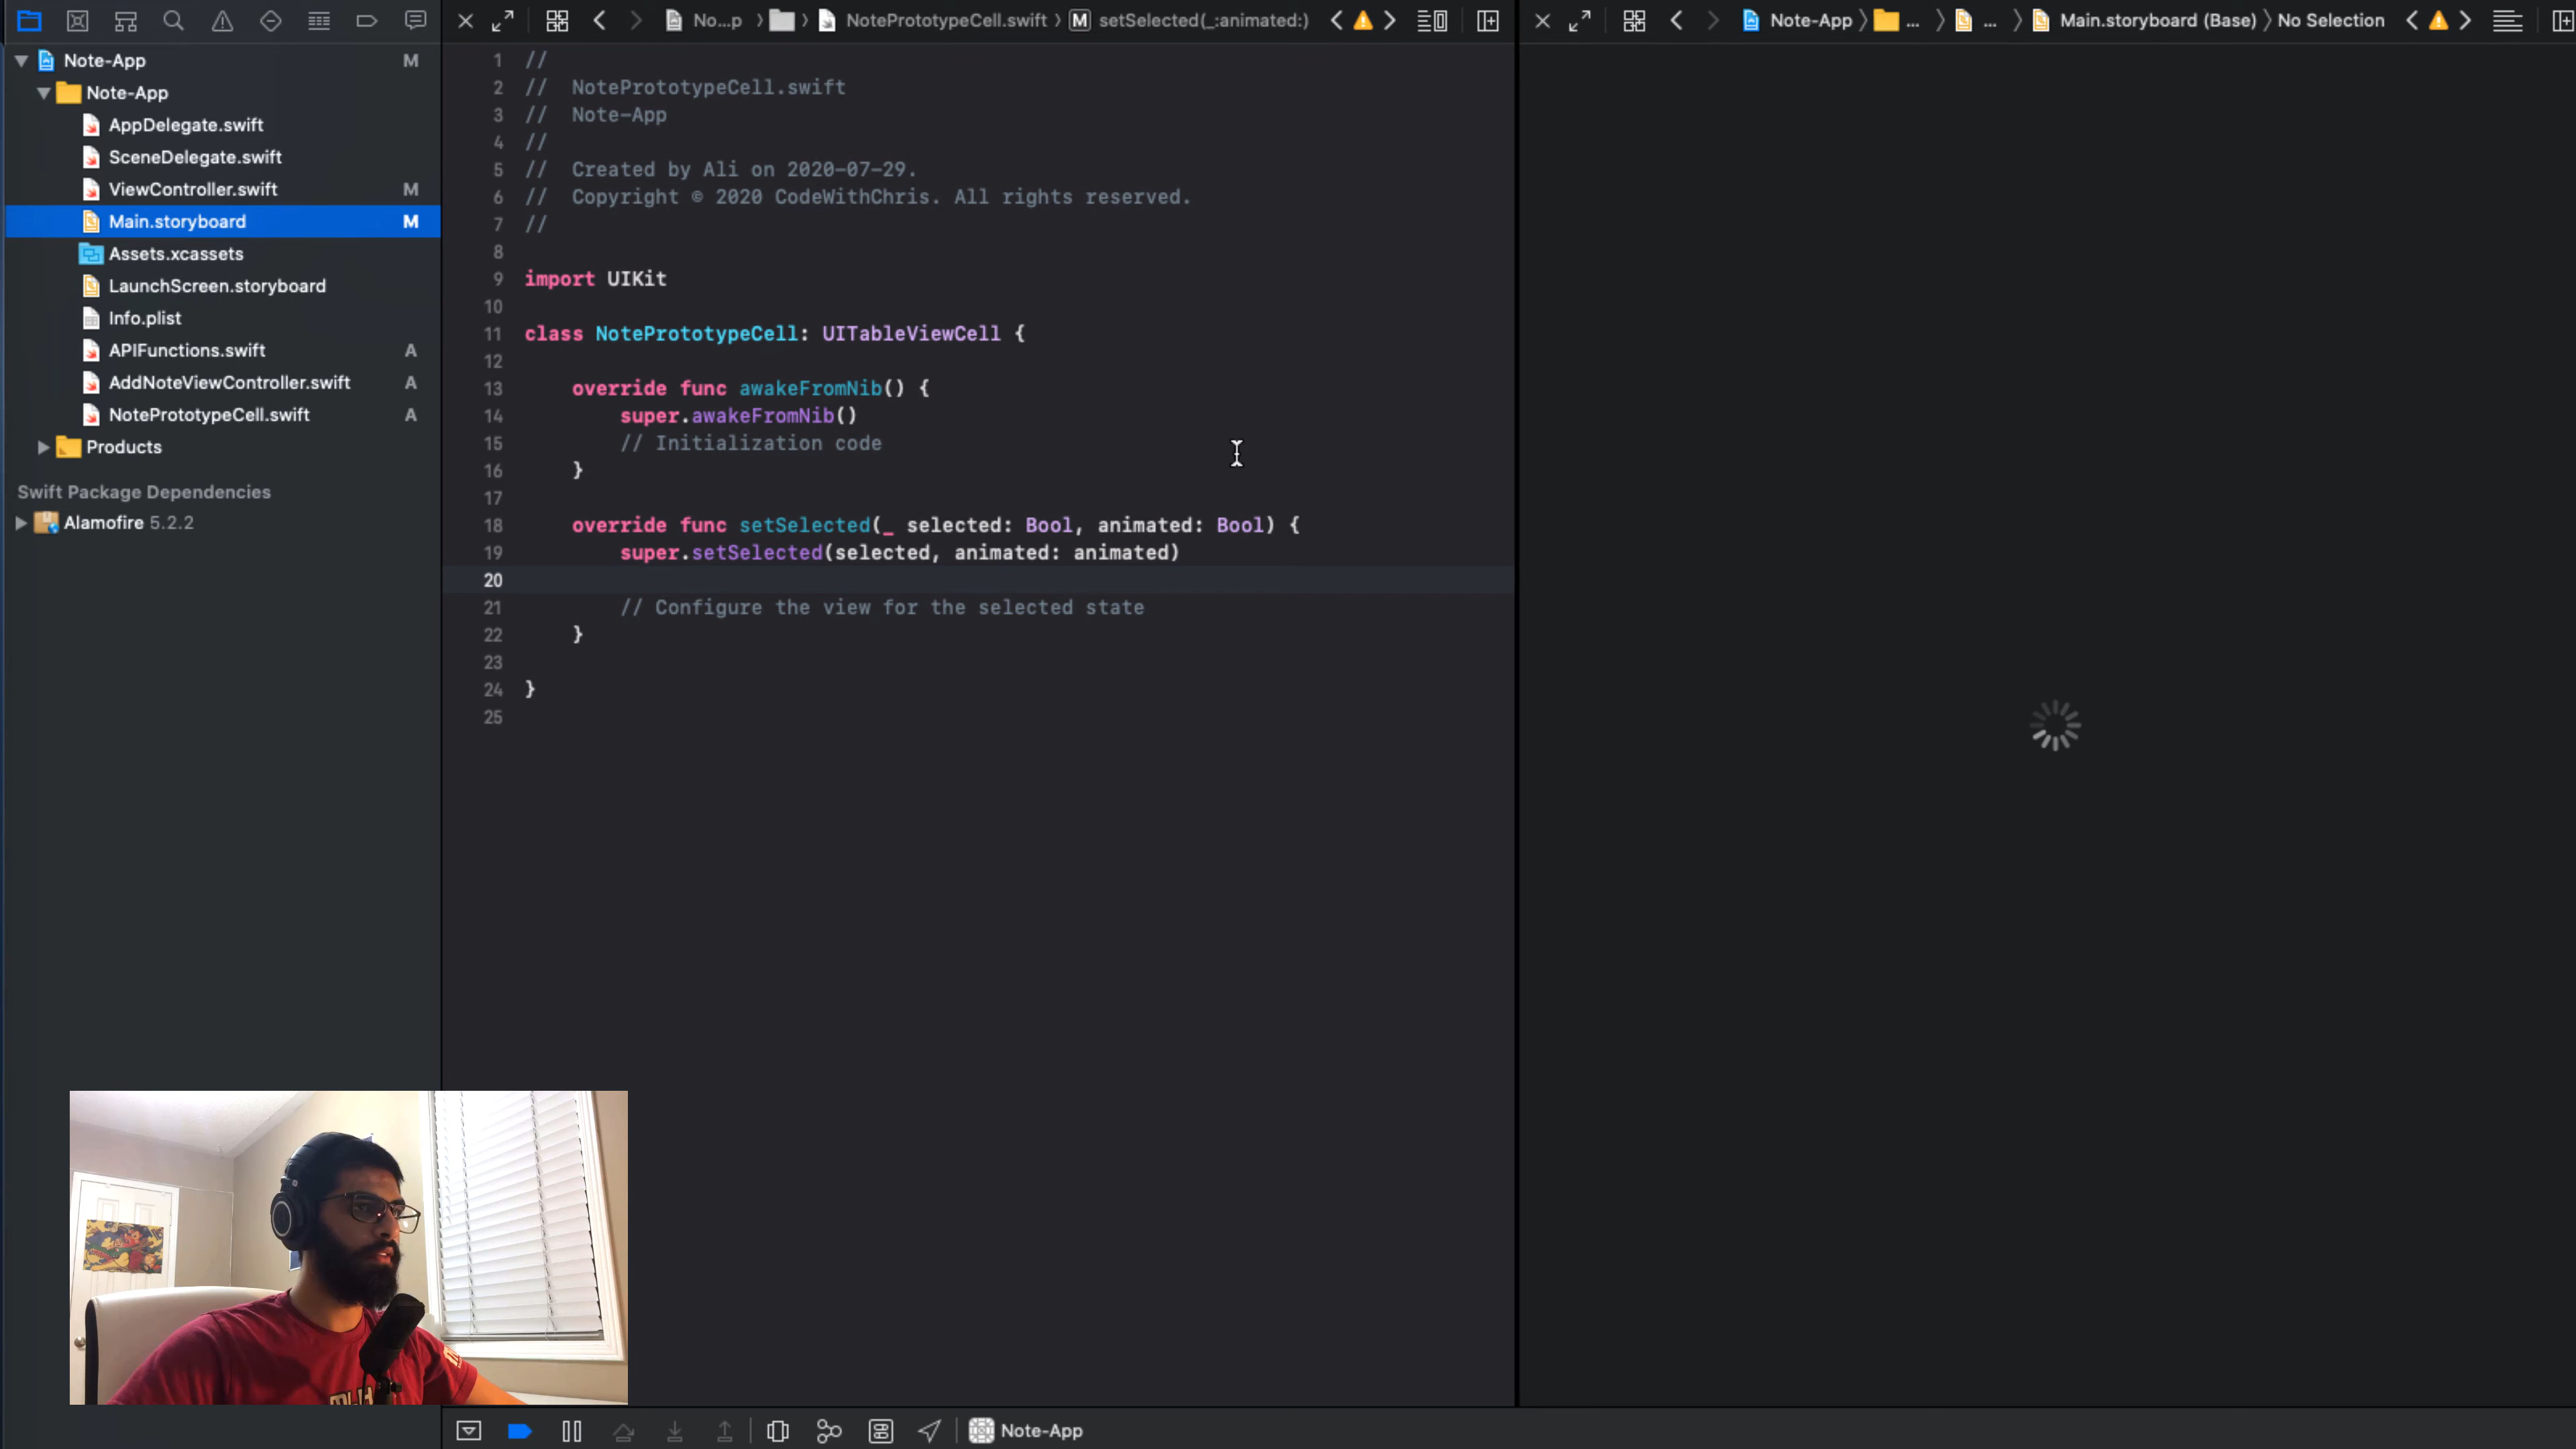 No...p NotePrototypeCell.swift M setSelected(_:animated:)
Note-App ... ... Main.storyboard (Base) No Selection
Note-App M
Note-App
AppDelegate.swift
SceneDelegate.swift
ViewController.swift M
Main.storyboard M
Assets.xcassets
LaunchScreen.storyboard
Info.plist
APIFunctions.swift A
AddNoteViewController.swift A
NotePrototypeCell.swift A
Products
Swift Package Dependencies
Alamofire 5.2.2
1 //
2 // NotePrototypeCell.swift
3 // Note-App
4 //
5 // Created by Ali on 2020-07-29.
6 // Copyright © 2020 CodeWithChris. All rights reserved.
7 //
8
9 import UIKit
10
11 class NotePrototypeCell: UITableViewCell {
12
13 override func awakeFromNib() {
14 super.awakeFromNib()
15 // Initialization code
16 }
17
18 override func setSelected(_ selected: Bool, animated: Bool) {
19 super.setSelected(selected, animated: animated)
20
21 // Configure the view for the selected state
22 }
23
24 }
25
Note-App